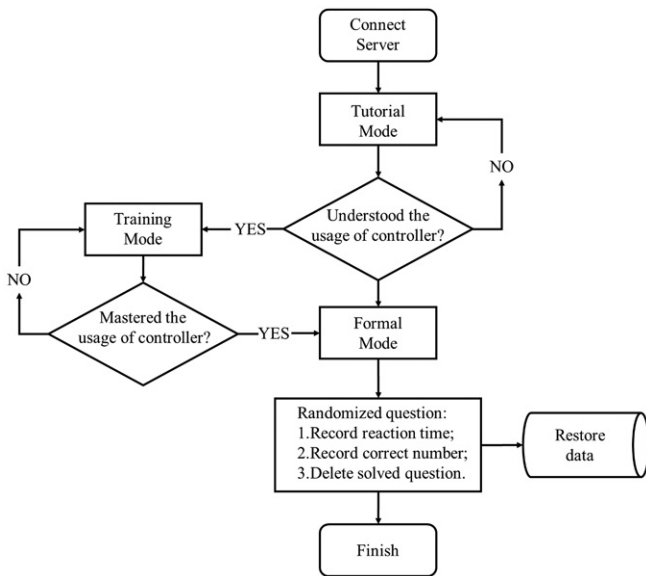 Connect
Server
Tutorial
Mode
NO
Understood the
usage of controller?
YES
Training
Mode
NO
Mastered the
usage of controller?
YES
Formal
Mode
Randomized question:
1.Record reaction time;
2.Record correct number;
3.Delete solved question.
Restore
data
Finish